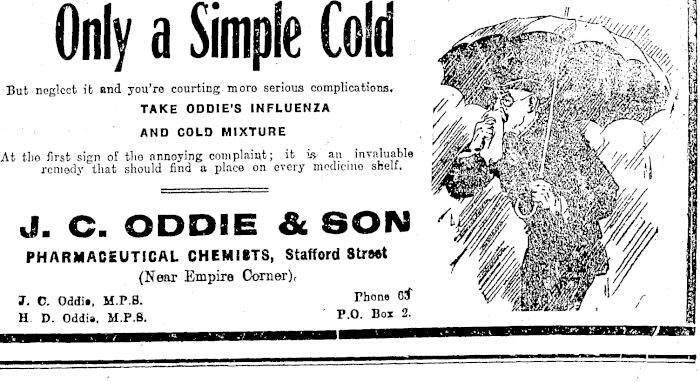 Only a Simple Cold
But neglect it and you're courting more serious complications.
TAKE ODDIE'S INFLUENZA
AND COLD MIXTURE
At the first sign of the annoying complaint; it is an invaluable
remedy that should find a place on every medicine shelf.
J. C. ODDIE & SON
PHARMACEUTICAL CHEMISTS, Stafford Street
(Near Empire Corner).
J. C. Oddie, M.P.S.
Phone
H. D. Oddie, M.P.S.
P.O. Box 2.